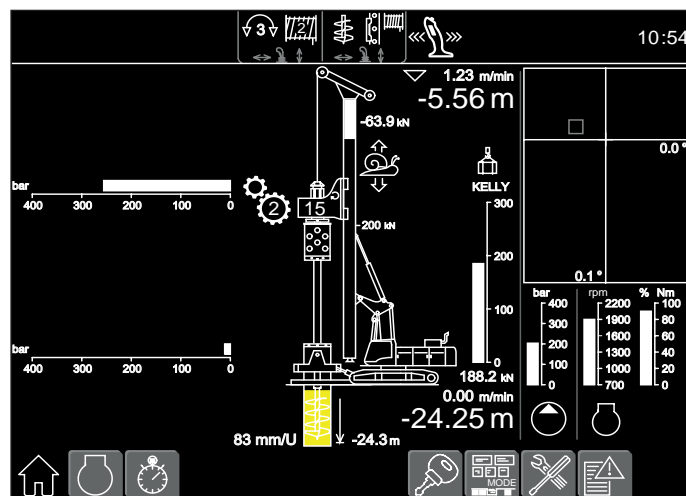 3 2 10:54
1.23 m/min
-5.56 m
-63.9 kN
0.0 °
KELLY
bar
400 300 200 100 0
2 15
300
200
100
0
-200 kN
0.1 °
bar rpm % Nm
400 2200 100
300 1900 80
200 1600 60
1300 40
100 1000 20
0 700 0
bar
400 300 200 100 0
188.2 kN
0.00 m/min
-24.25 m
83 mm/U -24.3 m
MODE